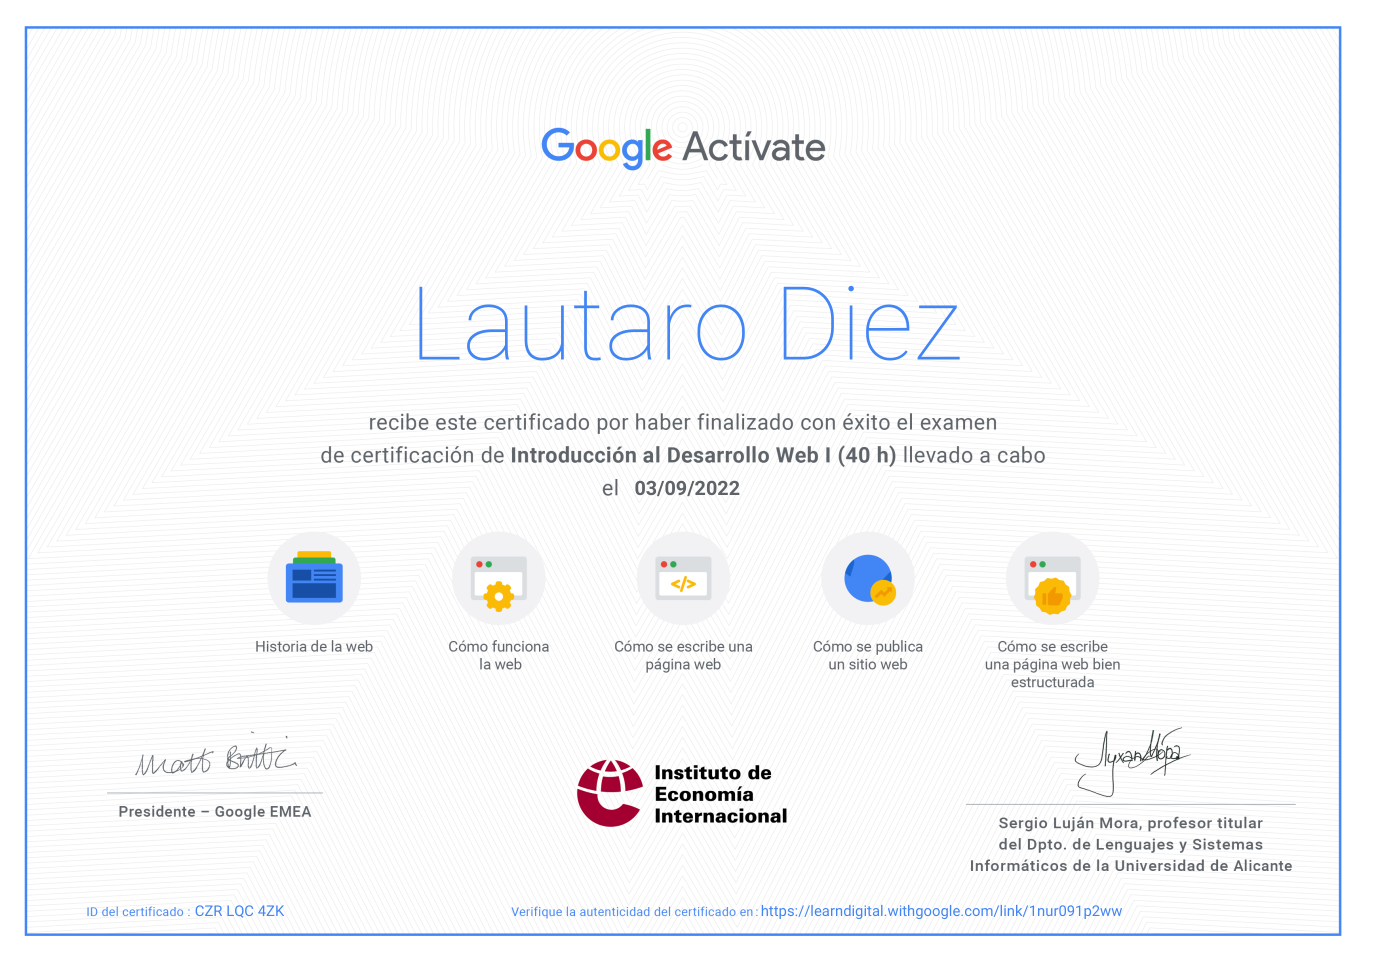 Google Actívate
Lautaro Diez
recibe este certificado por haber finalizado con éxito el examen
de certificación de Introducción al Desarrollo Web I (40 h) llevado a cabo
el 03/09/2022
</>
Historia de la web
Cómo funciona
la web
Cómo se escribe una
página web
Cómo se publica
un sitio web
Cómo se escribe
una página web bien
estructurada
Matt Brittin
Presidente – Google EMEA
Instituto de
Economía
Internacional
Sergio Luján Mora, profesor titular
del Dpto. de Lenguajes y Sistemas
Informáticos de la Universidad de Alicante
ID del certificado : CZR LQC 4ZK
Verifique la autenticidad del certificado en : https://learndigital.withgoogle.com/link/1nur091p2ww